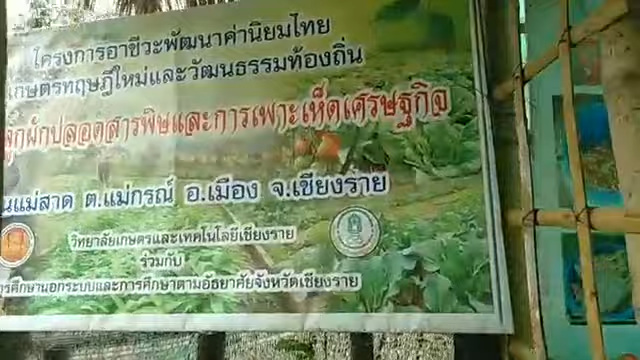 โครงการอาชีวะพัฒนาค่านิยมไทย
เกษตรทฤษฎีใหม่และวัฒนธรรมท้องถิ่น
ลูกผักปลอดสารพิษและการเพาะเห็ดเศรษฐกิจ
นแม่สาด ต.แม่กรณ์ อ.เมือง จ.เชียงราย
วิทยาลัยเกษตรและเทคโนโลยีเชียงราย
ร่วมกับ
ารศึกษานอกระบบและการศึกษาตามอัธยาศัยจังหวัดเชียงราย